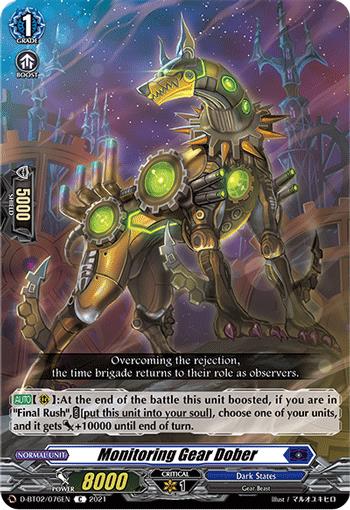 1
GRADE
BOOST
5000
SHIELD
Overcoming the rejection,
the time brigade returns to their role as observers.
AUTO :At the end of the battle this unit boosted, if you are in
"Final Rush", [put this unit into your soul], choose one of your units,
and it gets +10000 until end of turn.
NORMAL UNIT
Monitoring Gear Dober
D-BT02/076EN C 2021
POWER 8000
CRITICAL
1
Dark States
Gear Beast
Illust / マルオユキヒロ